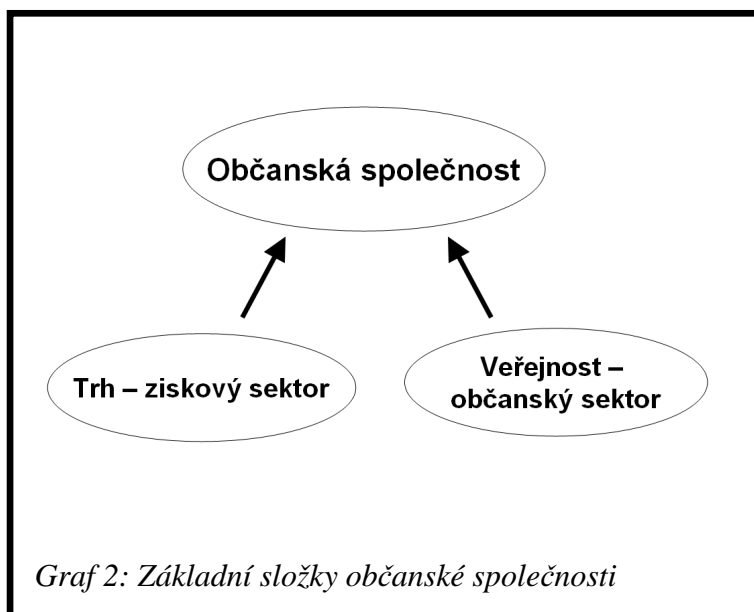 Občanská společnost
Trh – ziskový sektor
Veřejnost –
občanský sektor
Graf 2: Základní složky občanské společnosti